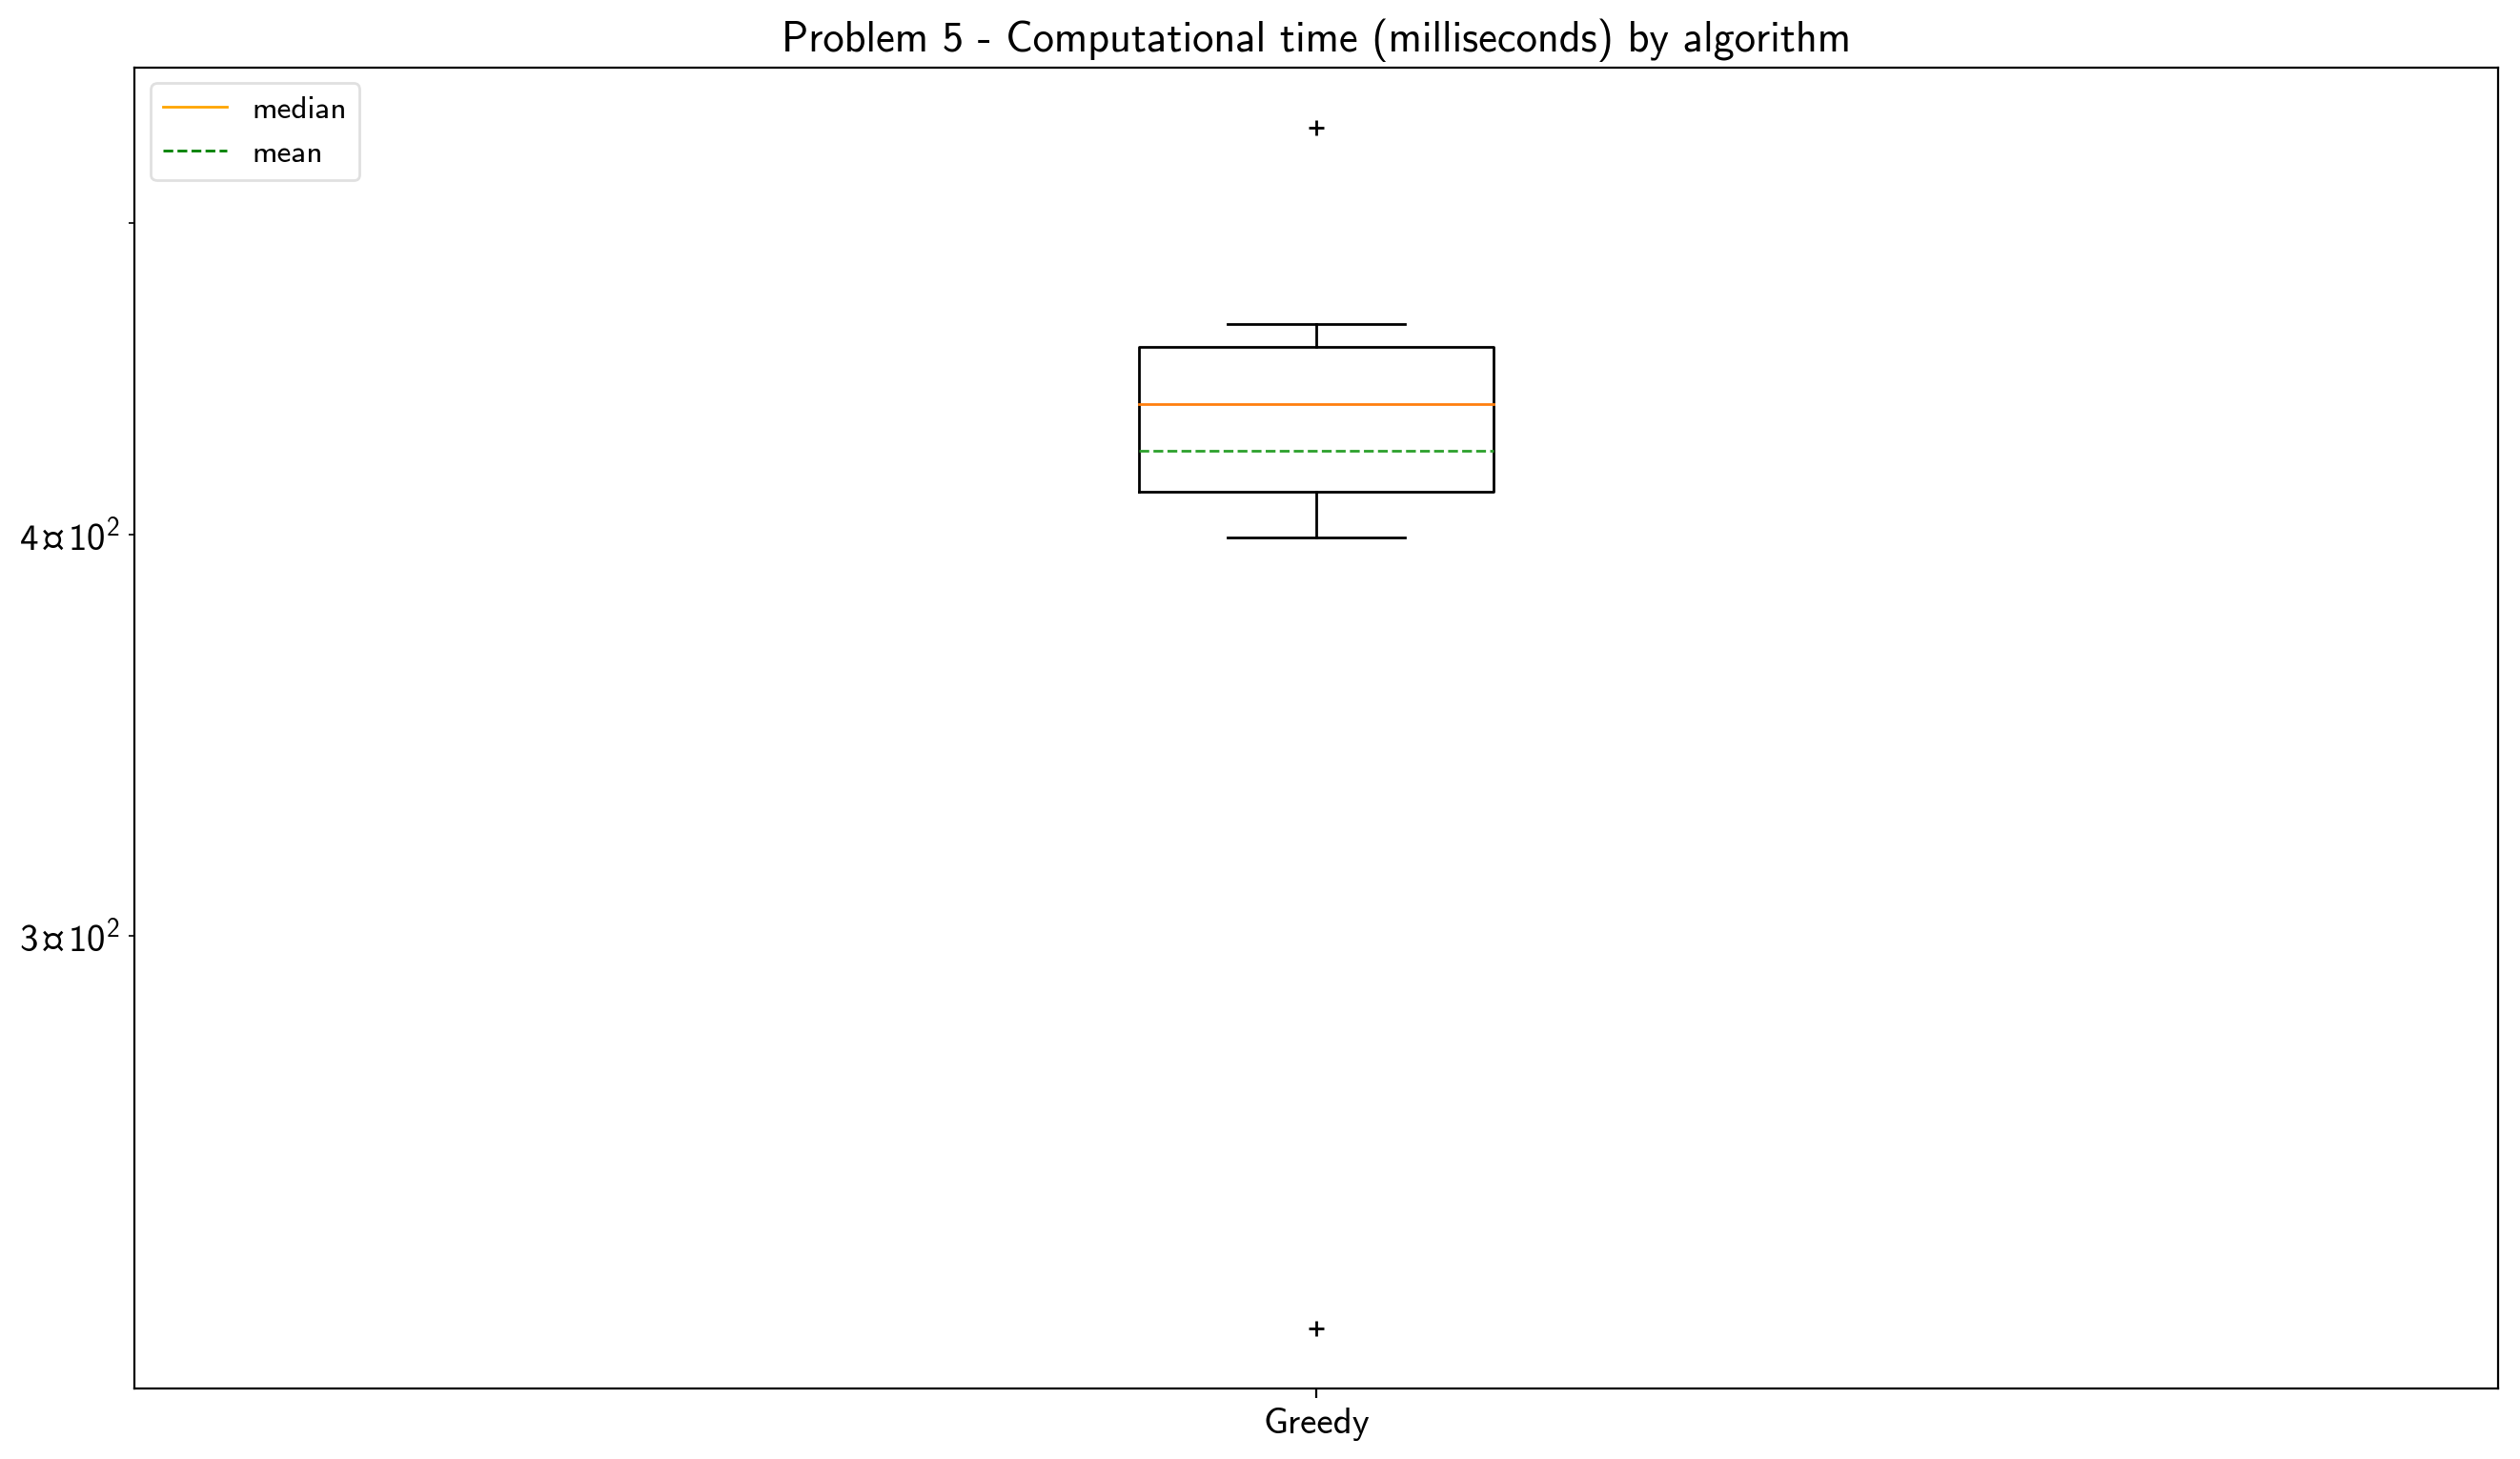 Problem 5 - Computational time (milliseconds) by algorithm
median
mean
4¤10²
3¤10²
Greedy